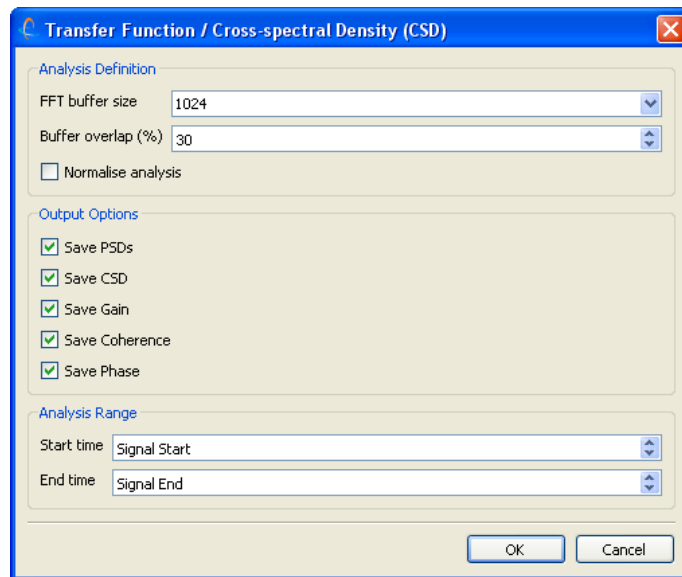 Transfer Function / Cross-spectral Density (CSD)
Analysis Definition
FFT buffer size 1024
Buffer overlap (%) 30
Normalise analysis
Output Options
Save PSDs
Save CSD
Save Gain
Save Coherence
Save Phase
Analysis Range
Start time Signal Start
End time Signal End
OK Cancel